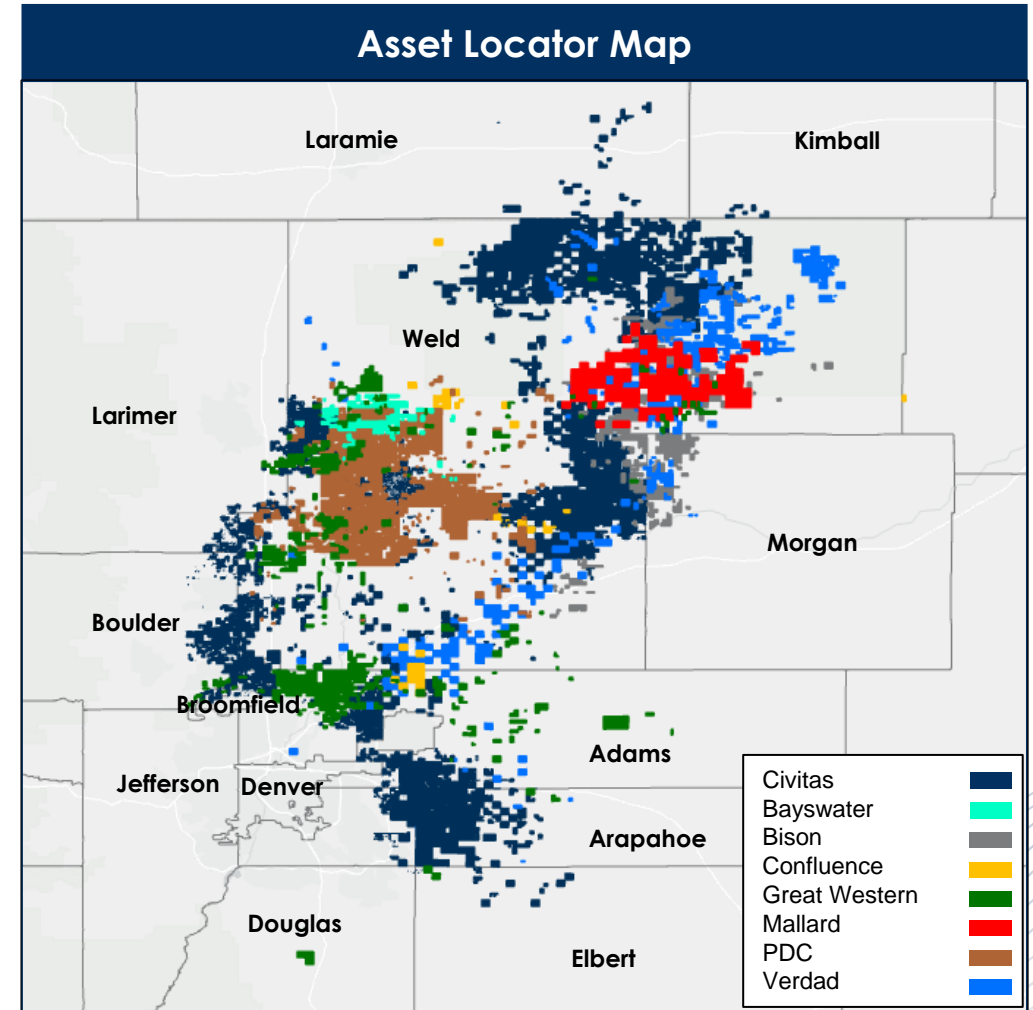 Asset Locator Map
Laramie
Kimball
Weld
Larimer
Morgan
Boulder
Broomfield
Adams
Jefferson
Denver
Arapahoe
Douglas
Elbert
Civitas
Bayswater
Bison
Confluence
Great Western
Mallard
PDC
Verdad